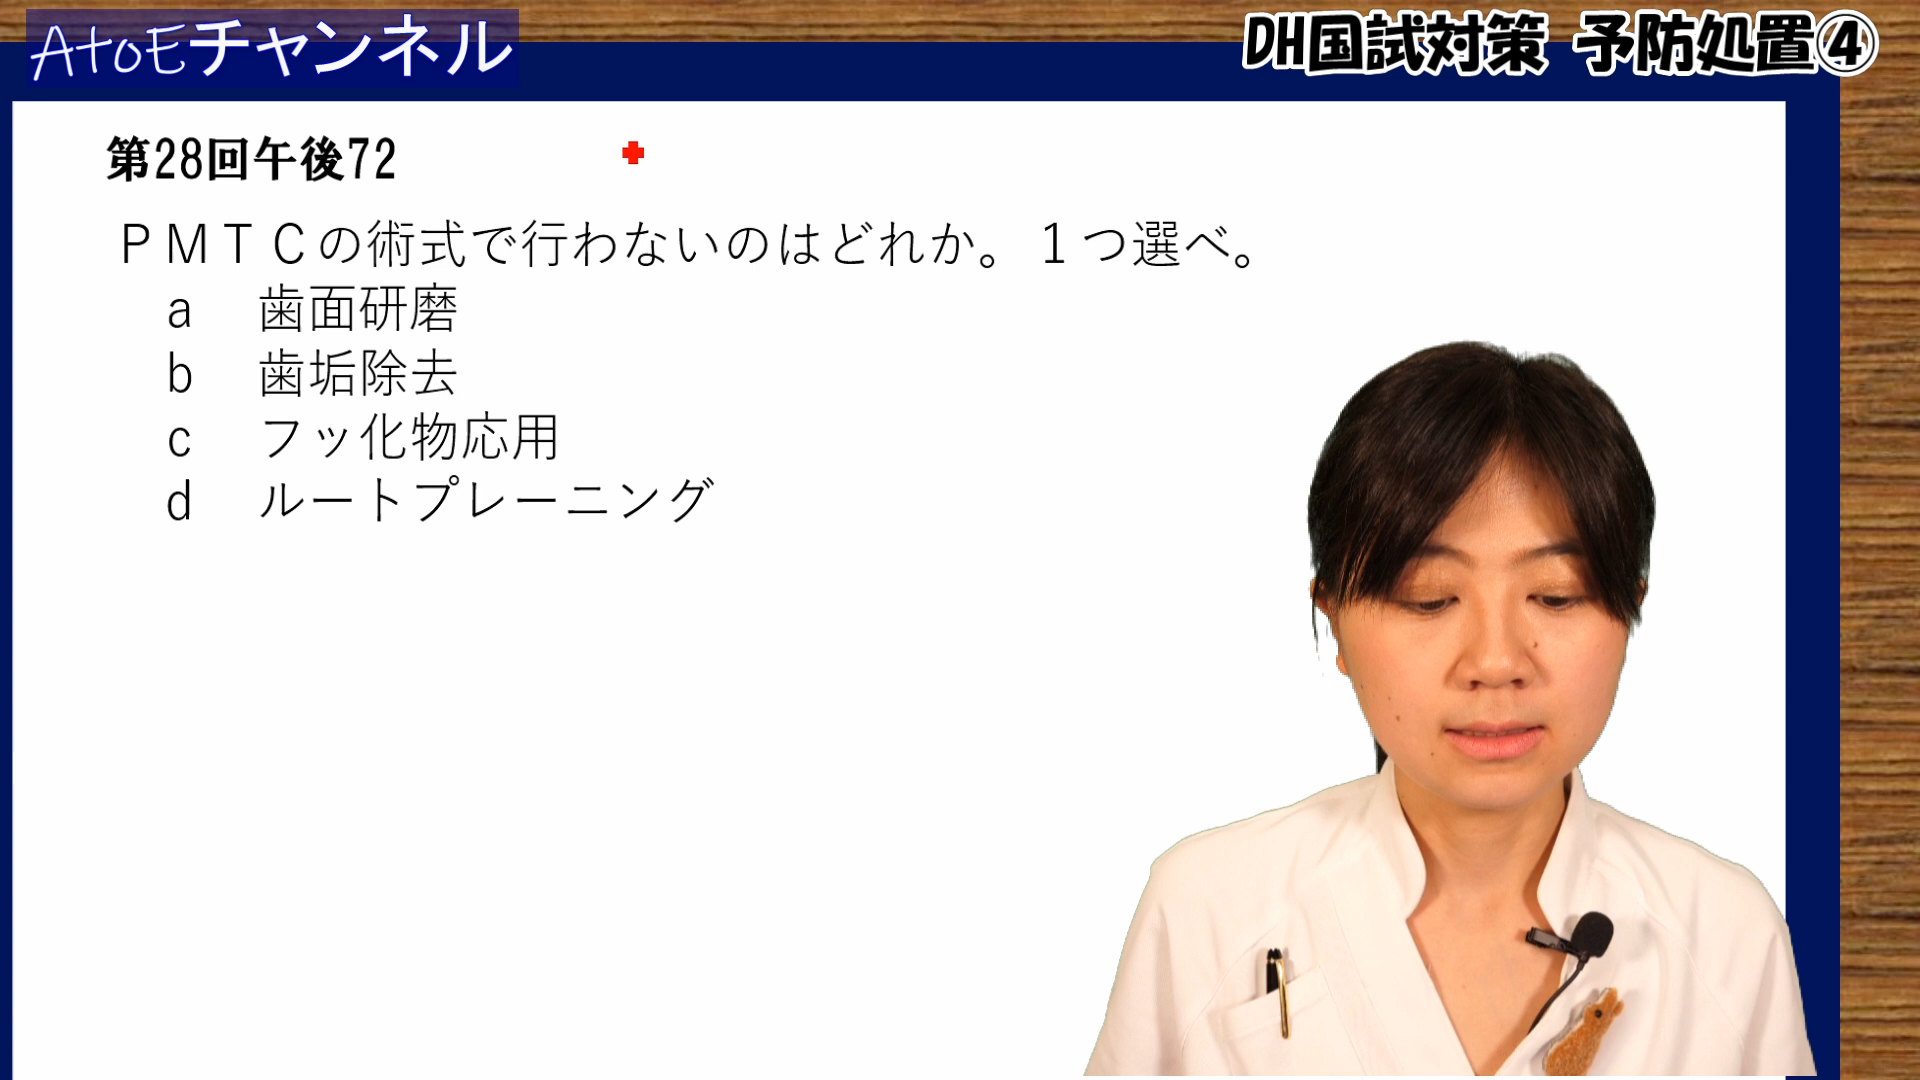 AtoEチャンネル
DH国試対策 予防処置④
第28回午後72
ＰＭＴＣの術式で行わないのはどれか。１つ選べ。
a 歯面研磨
b 歯垢除去
c フッ化物応用
d ルートプレーニング